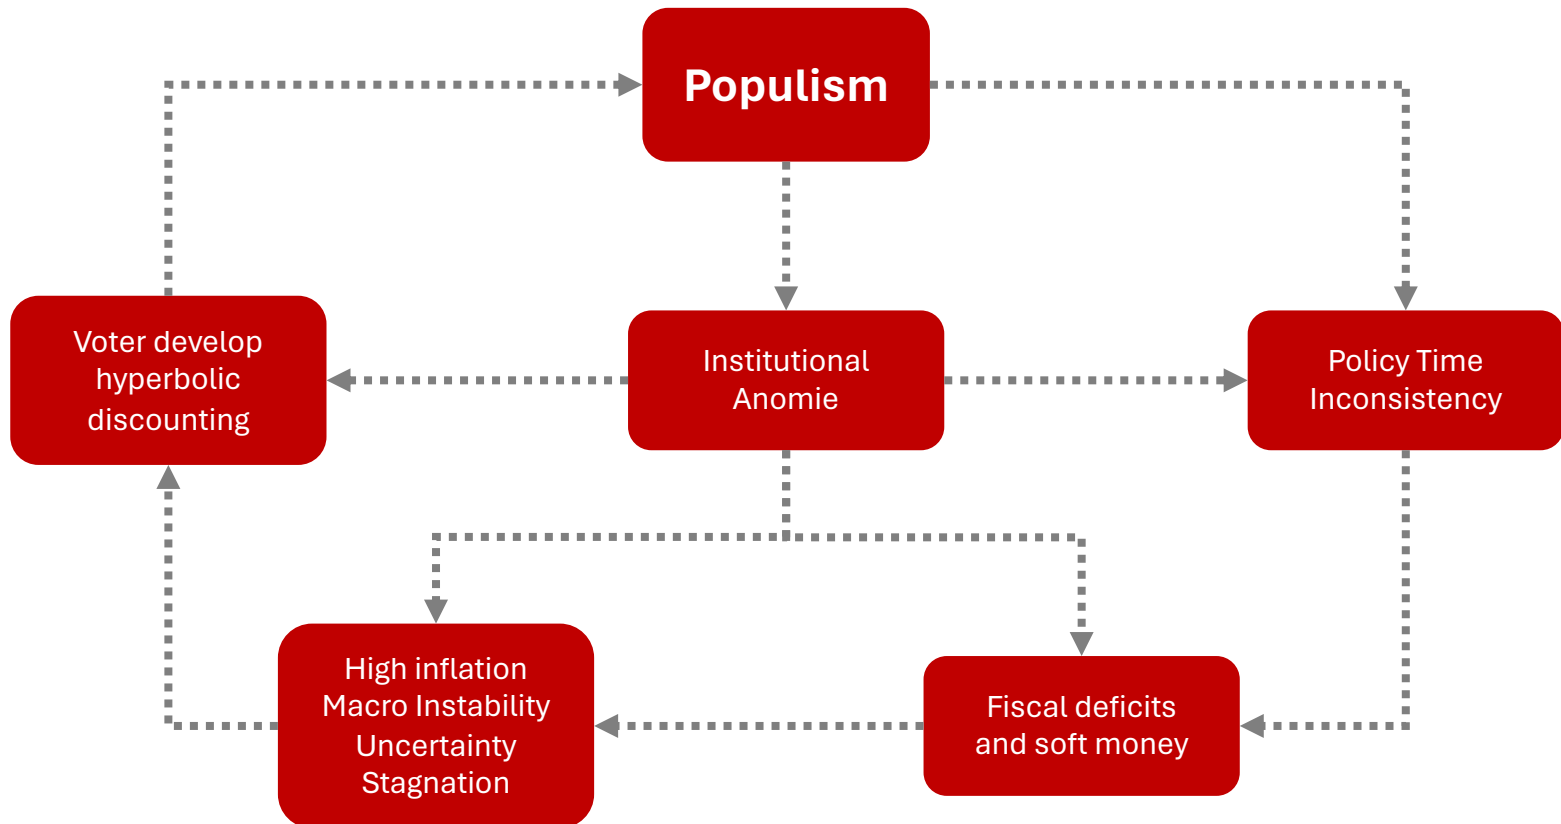 Populism
Voter develop
hyperbolic
discounting
Institutional
Anomie
Policy Time
Inconsistency
High inflation
Macro Instability
Uncertainty
Stagnation
Fiscal deficits
and soft money